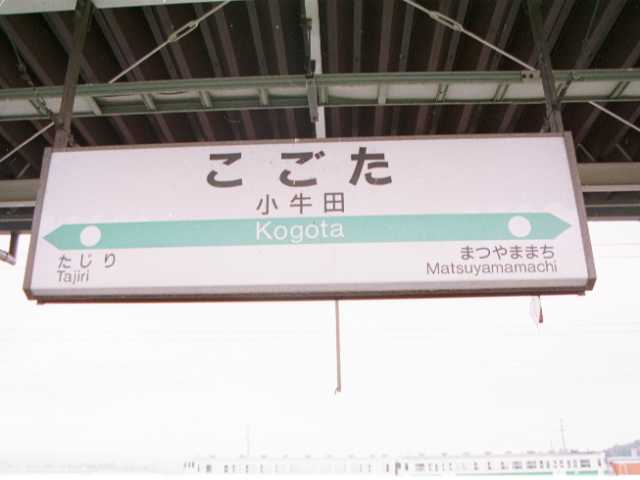 こごた
小牛田
Kogota
たじり
Tajiri
まつやままち
Matsuyamamachi